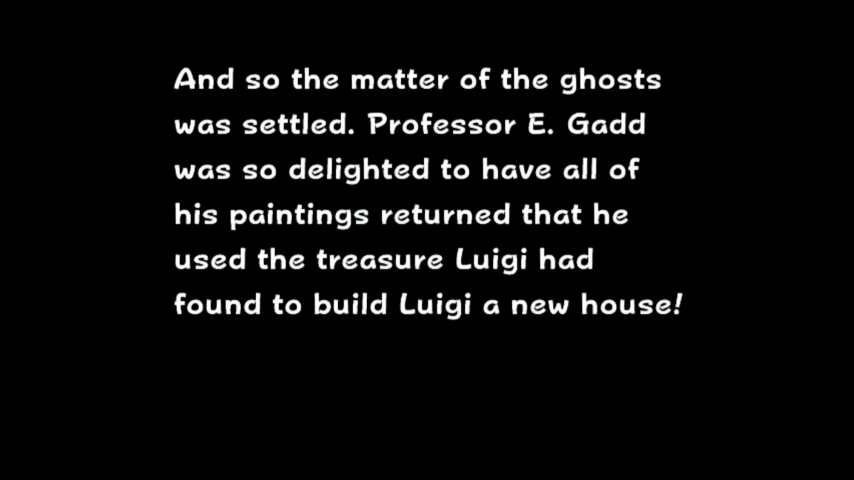 And so the matter of the ghosts
was settled. Professor E. Gadd
was so delighted to have all of
his paintings returned that he
used the treasure Luigi had
found to build Luigi a new house!